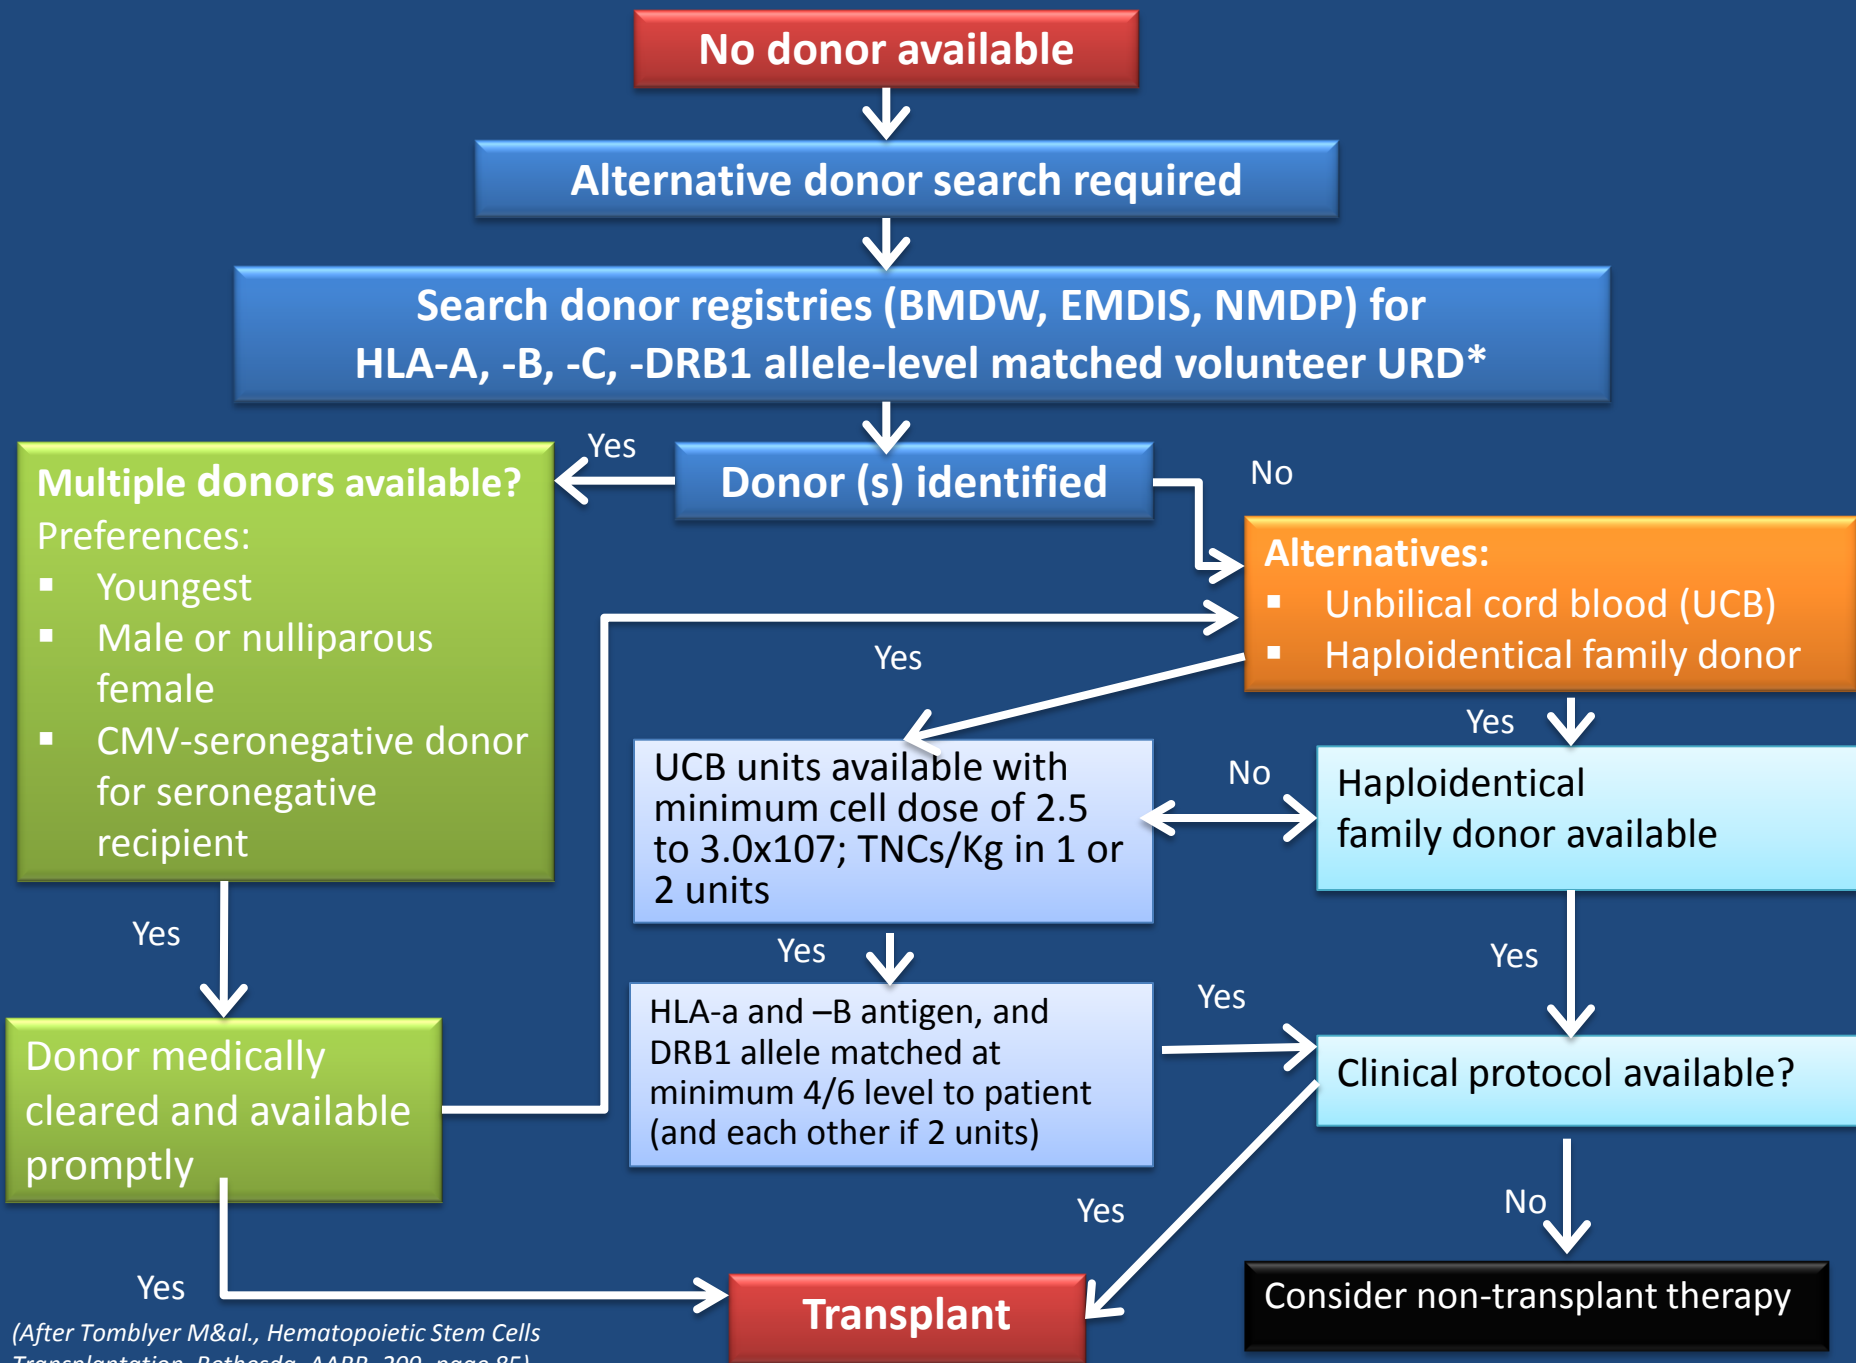 No donor available
Alternative donor search required
Search donor registries (BMDW, EMDIS, NMDP) for
HLA-A, -B, -C, -DRB1 allele-level matched volunteer URD*
Yes
Donor (s) identified
No
Multiple donors available?
Preferences:
▪ Youngest
▪ Male or nulliparous
female
▪ CMV-seronegative donor
for seronegative
recipient
Alternatives:
▪ Unbilical cord blood (UCB)
▪ Haploidentical family donor
Yes
Yes
UCB units available with
minimum cell dose of 2.5
to 3.0x107; TNCs/Kg in 1 or
2 units
No
Haploidentical
family donor available
Yes
Yes
Yes
HLA-a and –B antigen, and
DRB1 allele matched at
minimum 4/6 level to patient
(and each other if 2 units)
Yes
Clinical protocol available?
Donor medically
cleared and available
promptly
Yes
No
Yes
Transplant
Consider non-transplant therapy
(After Tomblyer M&al., Hematopoietic Stem Cells
Transplantation, Bethesda, AABB, 209, page 85)